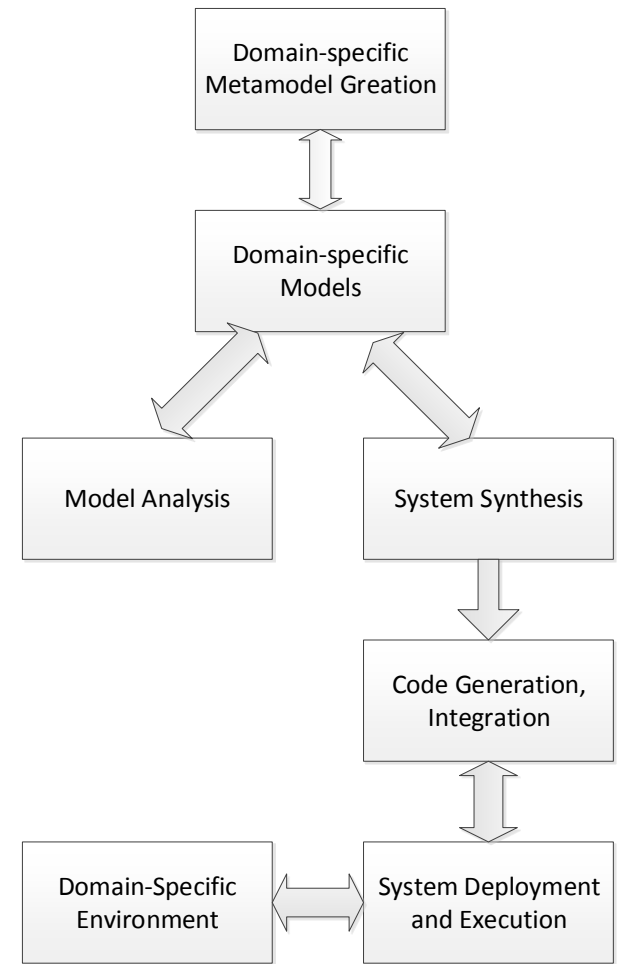 Domain-specific
Metamodel Greation
Domain-specific
Models
Model Analysis
System Synthesis
Code Generation,
Integration
Domain-Specific
Environment
System Deployment
and Execution